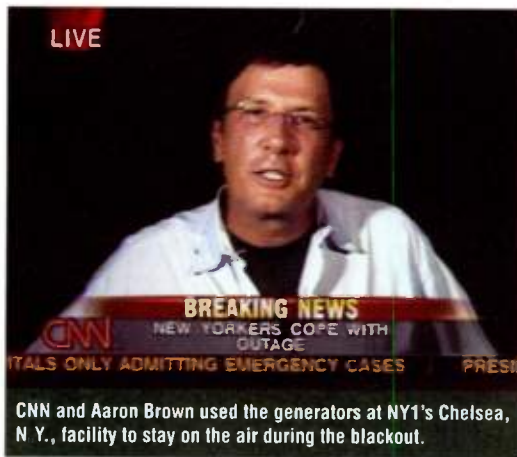 LIVE
BREAKING NEWS
CNN
NEW YORKERS COPE WITH
OUTAGE
ITALS ONLY ADMITTING EMERGENCY CASES PRESI
CNN and Aaron Brown used the generators at NY1's Chelsea,
N Y., facility to stay on the air during the blackout.